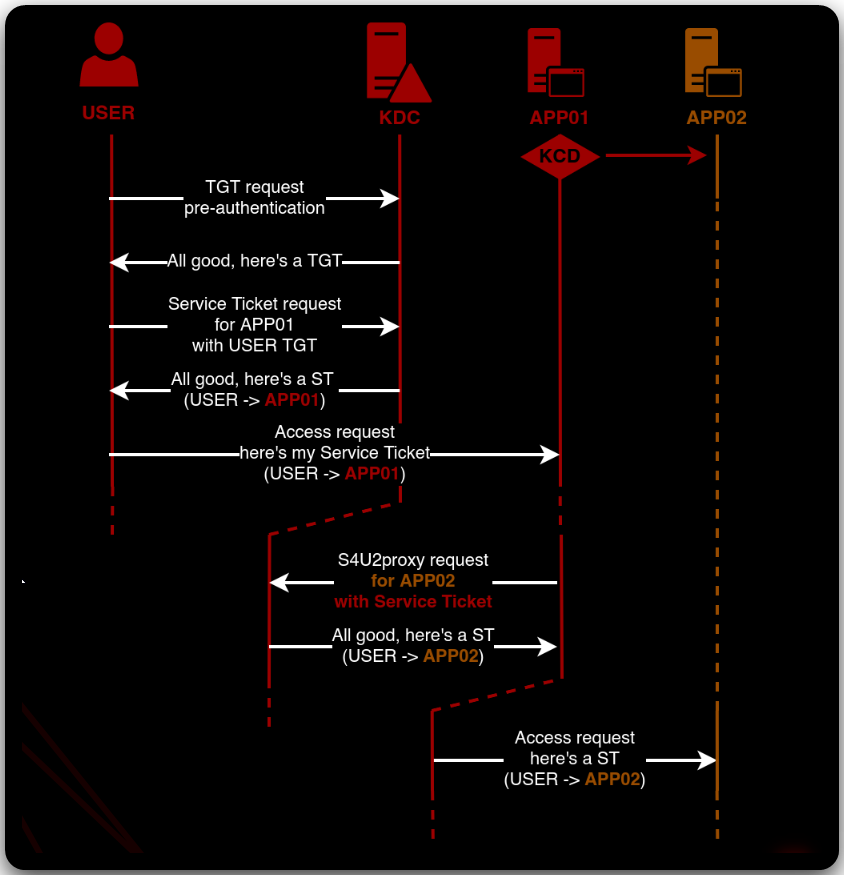 USER
KDC
APP01
APP02
KCD
TGT request
pre-authentication
All good, here's a TGT
Service Ticket request
for APP01
with USER TGT
All good, here's a ST
(USER -> APP01)
Access request
here's my Service Ticket
(USER -> APP01)
S4U2proxy request
for APP02
with Service Ticket
All good, here's a ST
(USER -> APP02)
Access request
here's a ST
(USER -> APP02)